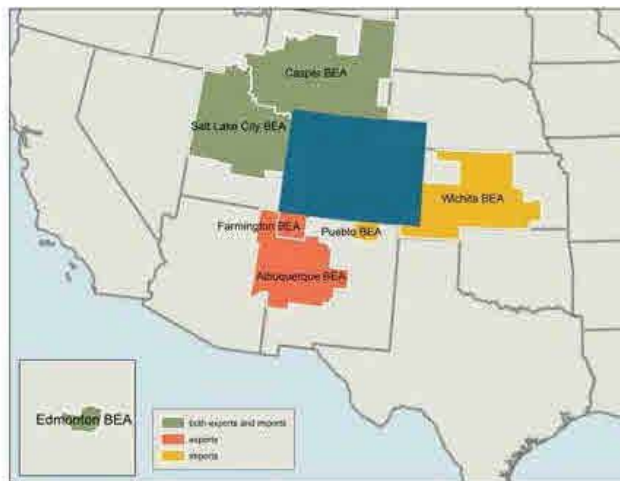 Casper BEA
Salt Lake City BEA
Wichita BEA
Farmington BEA
Pueblo BEA
Albuquerque BEA
Edmonton BEA
both exports and imports
exports
imports